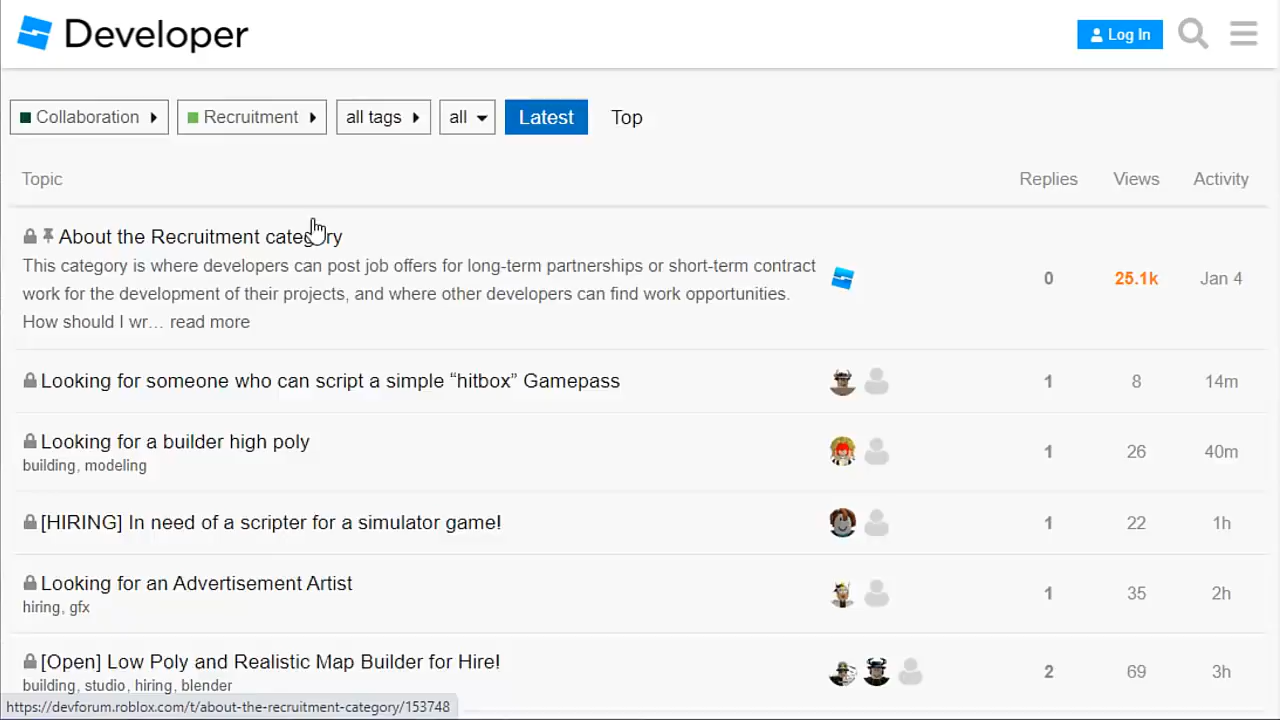 Developer
Log In
Collaboration
Recruitment
all tags
all
Latest
Top
Topic
Replies
Views
Activity
About the Recruitment category
This category is where developers can post job offers for long-term partnerships or short-term contract
work for the development of their projects, and where other developers can find work opportunities.
How should I wr… read more
0
25.1k
Jan 4
Looking for someone who can script a simple “hitbox” Gamepass
1
8
14m
Looking for a builder high poly
building, modeling
1
26
40m
[HIRING] In need of a scripter for a simulator game!
1
22
1h
Looking for an Advertisement Artist
hiring, gfx
1
35
2h
[Open] Low Poly and Realistic Map Builder for Hire!
building, studio, hiring, blender
2
69
3h
https://devforum.roblox.com/t/about-the-recruitment-category/153748